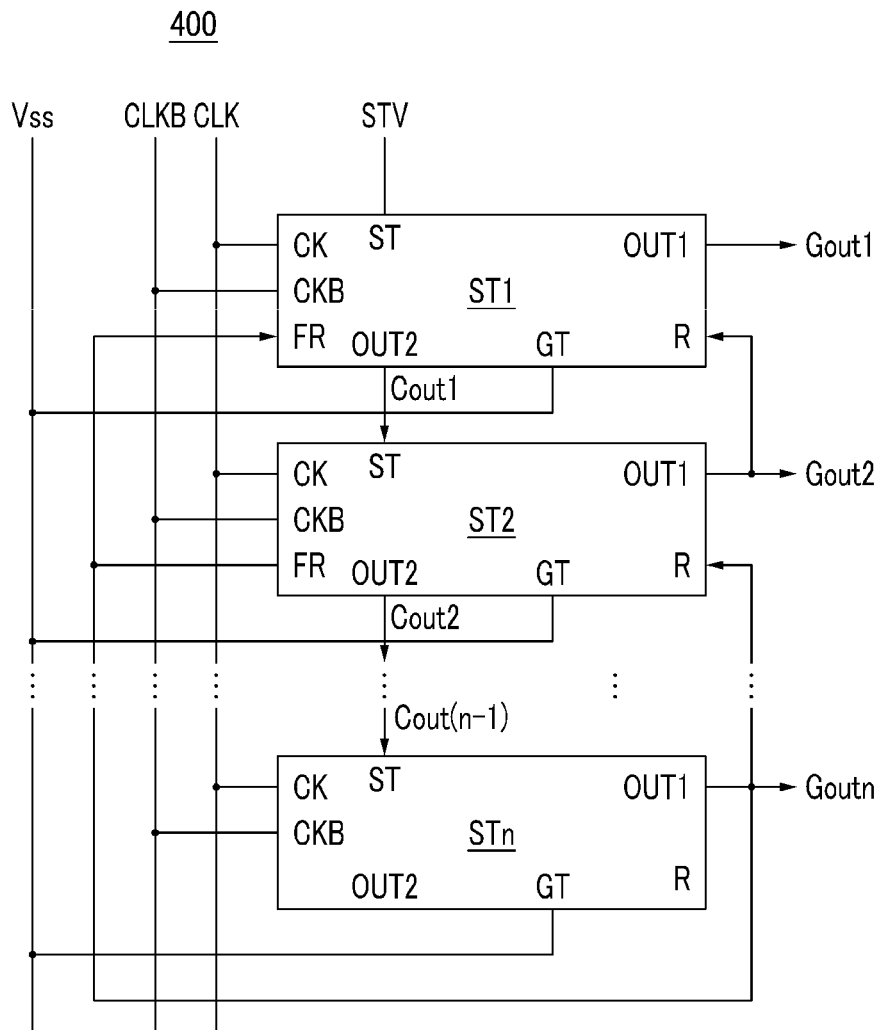 400
Vss CLKB CLK STV
ST
CK OUT1 Gout1
CKB ST1
FR OUT2 GT R
Cout1
ST
CK OUT1 Gout2
CKB ST2
FR OUT2 GT R
Cout2
Cout(n-1)
ST
CK OUT1 Goutn
CKB STn
OUT2 GT R